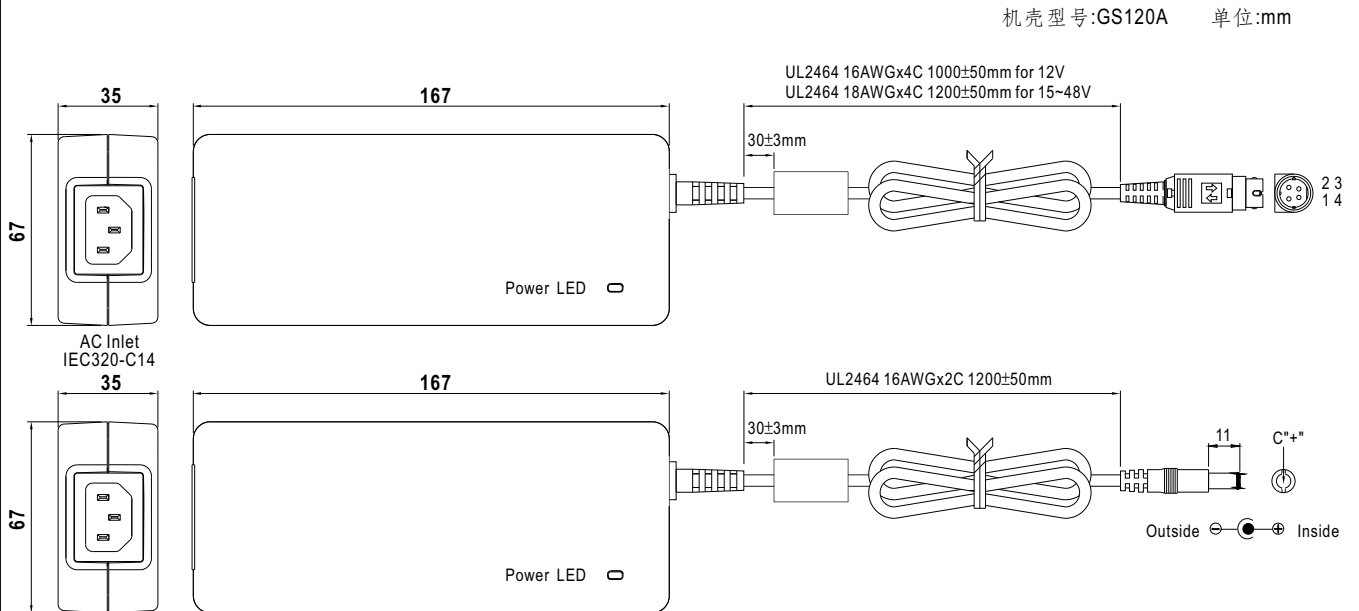 机壳型号:GS120A 单位:mm
UL2464 16AWGx4C 1000±50mm for 12V
UL2464 18AWGx4C 1200±50mm for 15~48V
35
167
30±3mm
67
2 3
1 4
Power LED
AC Inlet
IEC320-C14
35
167
UL2464 16AWGx2C 1200±50mm
30±3mm
11
C"+"
67
Outside
Inside
Power LED